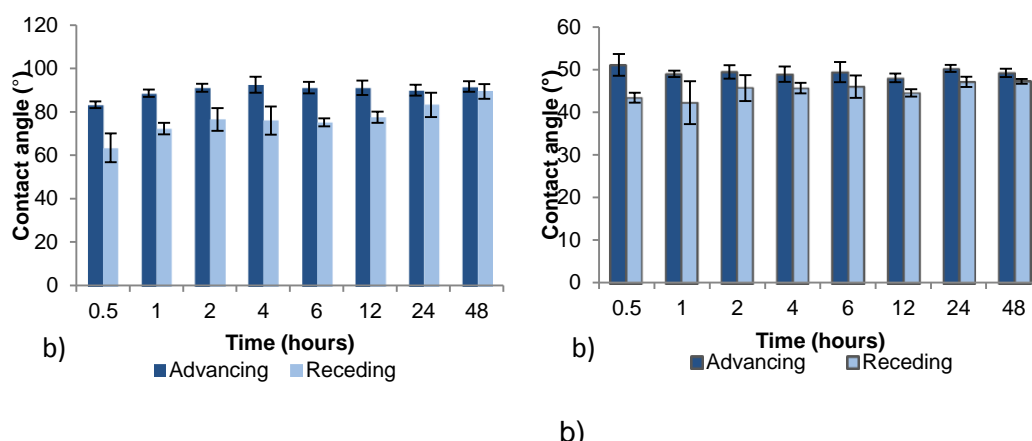 120
100
80
60
40
20
0
Contact angle (°)
0.5 1 2 4 6 12 24 48
Time (hours)
b)
Advancing Receding
60
50
40
30
20
10
0
Contact angle (°)
0.5 1 2 4 6 12 24 48
Time (hours)
b)
Advancing Receding
b)